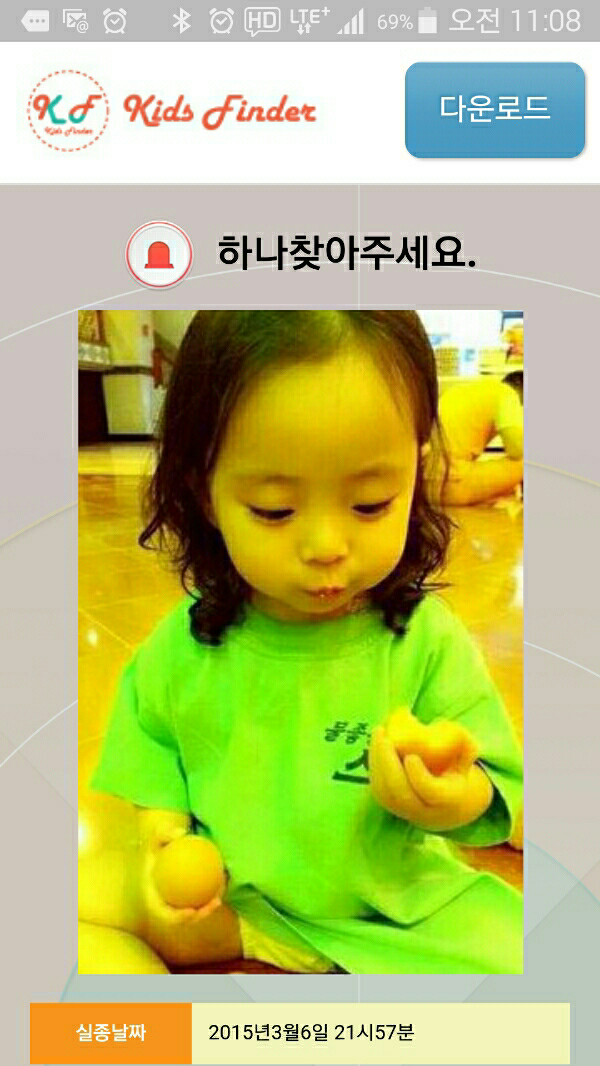 HD LTE+ 69% 오전 11:08
KF Kids Finder
Kids Finder
다운로드
하나찾아주세요.
실종날짜 2015년3월6일 21시57분